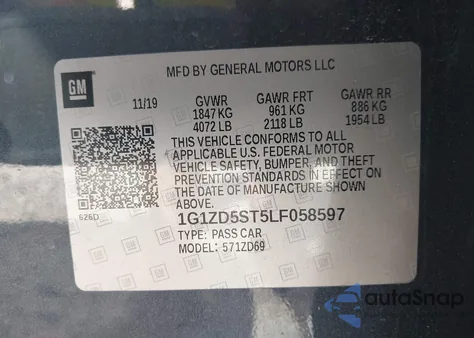 MFD BY GENERAL MOTORS LLC
GM
11/19 GVWR GAWR FRT GAWR RR
1847 KG 961 KG 886 KG
4072 LB 2118 LB 1954 LB
THIS VEHICLE CONFORMS TO ALL
APPLICABLE U.S. FEDERAL MOTOR
VEHICLE SAFETY, BUMPER, AND THEFT
PREVENTION STANDARDS IN EFFECT
ON THE DATE OF MANUFACTURE SHOWN
ABOVE.
626D
1G1ZD5ST5LF058597
TYPE: PASS CAR
MODEL: 571ZD69
autoSnap